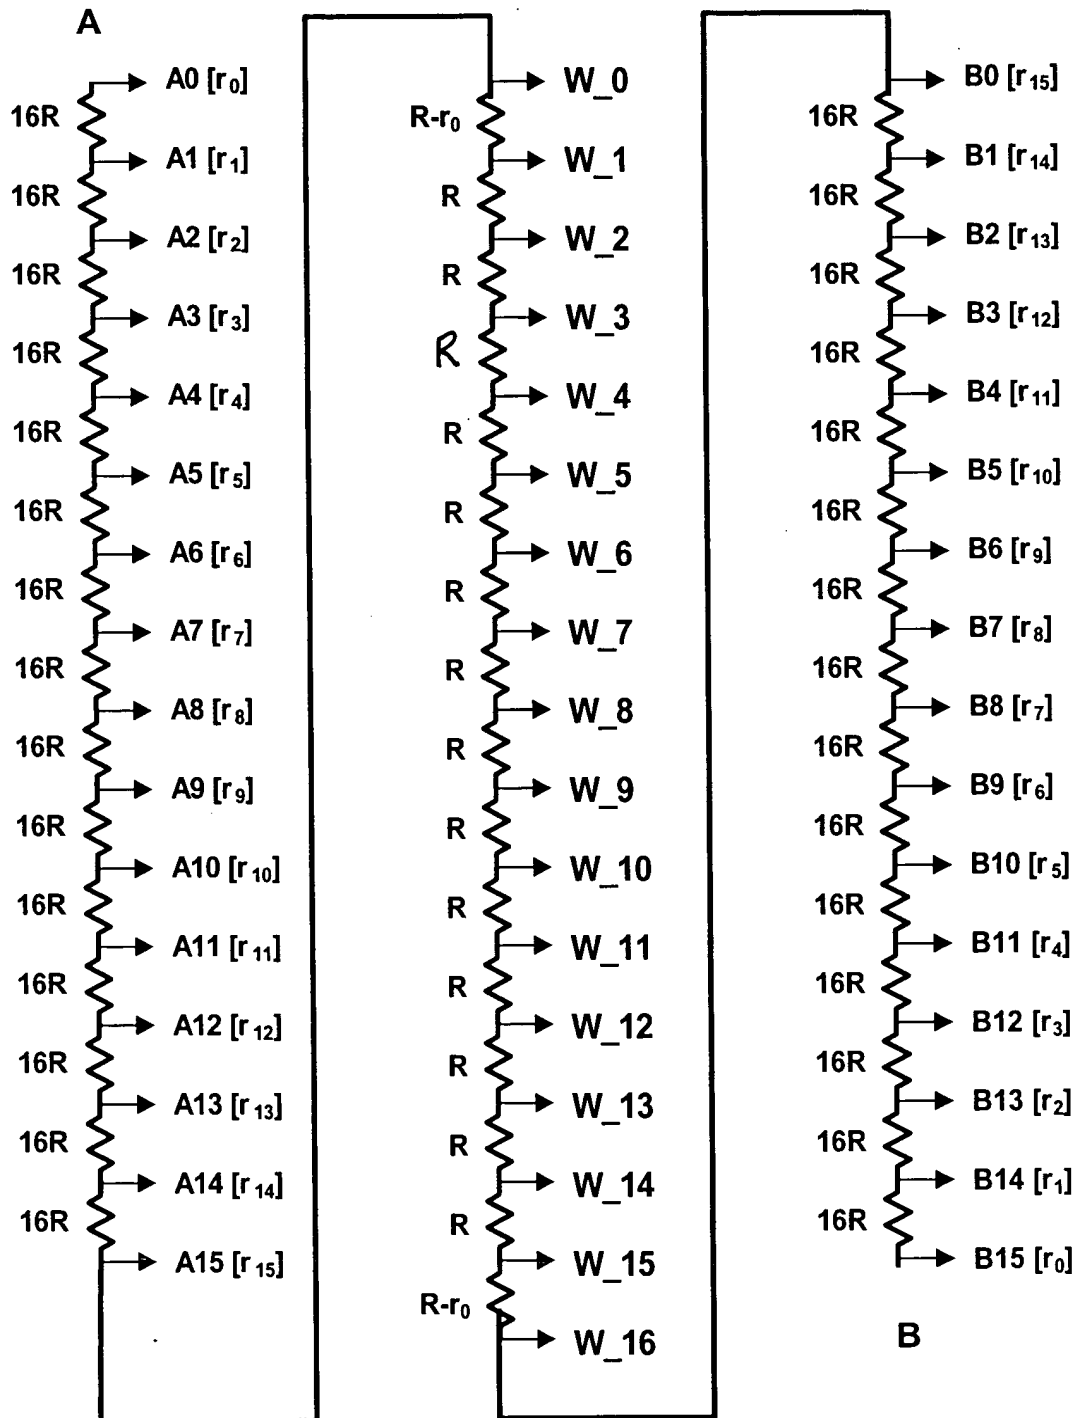 A
A0 [r₀]
16R
A1 [r₁]
16R
A2 [r₂]
16R
A3 [r₃]
16R
A4 [r₄]
16R
A5 [r₅]
16R
A6 [r₆]
16R
A7 [r₇]
16R
A8 [r₈]
16R
A9 [r₉]
16R
A10 [r₁₀]
16R
A11 [r₁₁]
16R
A12 [r₁₂]
16R
A13 [r₁₃]
16R
A14 [r₁₄]
16R
A15 [r₁₅]
W_0
R-r₀
W_1
R
W_2
R
W_3
R
W_4
R
W_5
R
W_6
R
W_7
R
W_8
R
W_9
R
W_10
R
W_11
R
W_12
R
W_13
R
W_14
R
W_15
R-r₀
W_16
B0 [r₁₅]
16R
B1 [r₁₄]
16R
B2 [r₁₃]
16R
B3 [r₁₂]
16R
B4 [r₁₁]
16R
B5 [r₁₀]
16R
B6 [r₉]
16R
B7 [r₈]
16R
B8 [r₇]
16R
B9 [r₆]
16R
B10 [r₅]
16R
B11 [r₄]
16R
B12 [r₃]
16R
B13 [r₂]
16R
B14 [r₁]
16R
B15 [r₀]
B